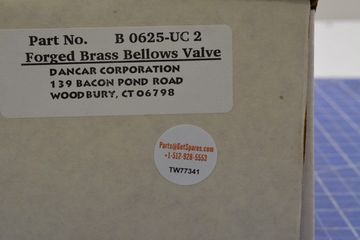 Part No. B 0625-UC 2
Forged Brass Bellows Valve
DANCAR CORPORATION
139 BACON POND ROAD
WOODBURY, CT 06798
Parts@GetSpares.com
+1-512-928-5553
TW77341